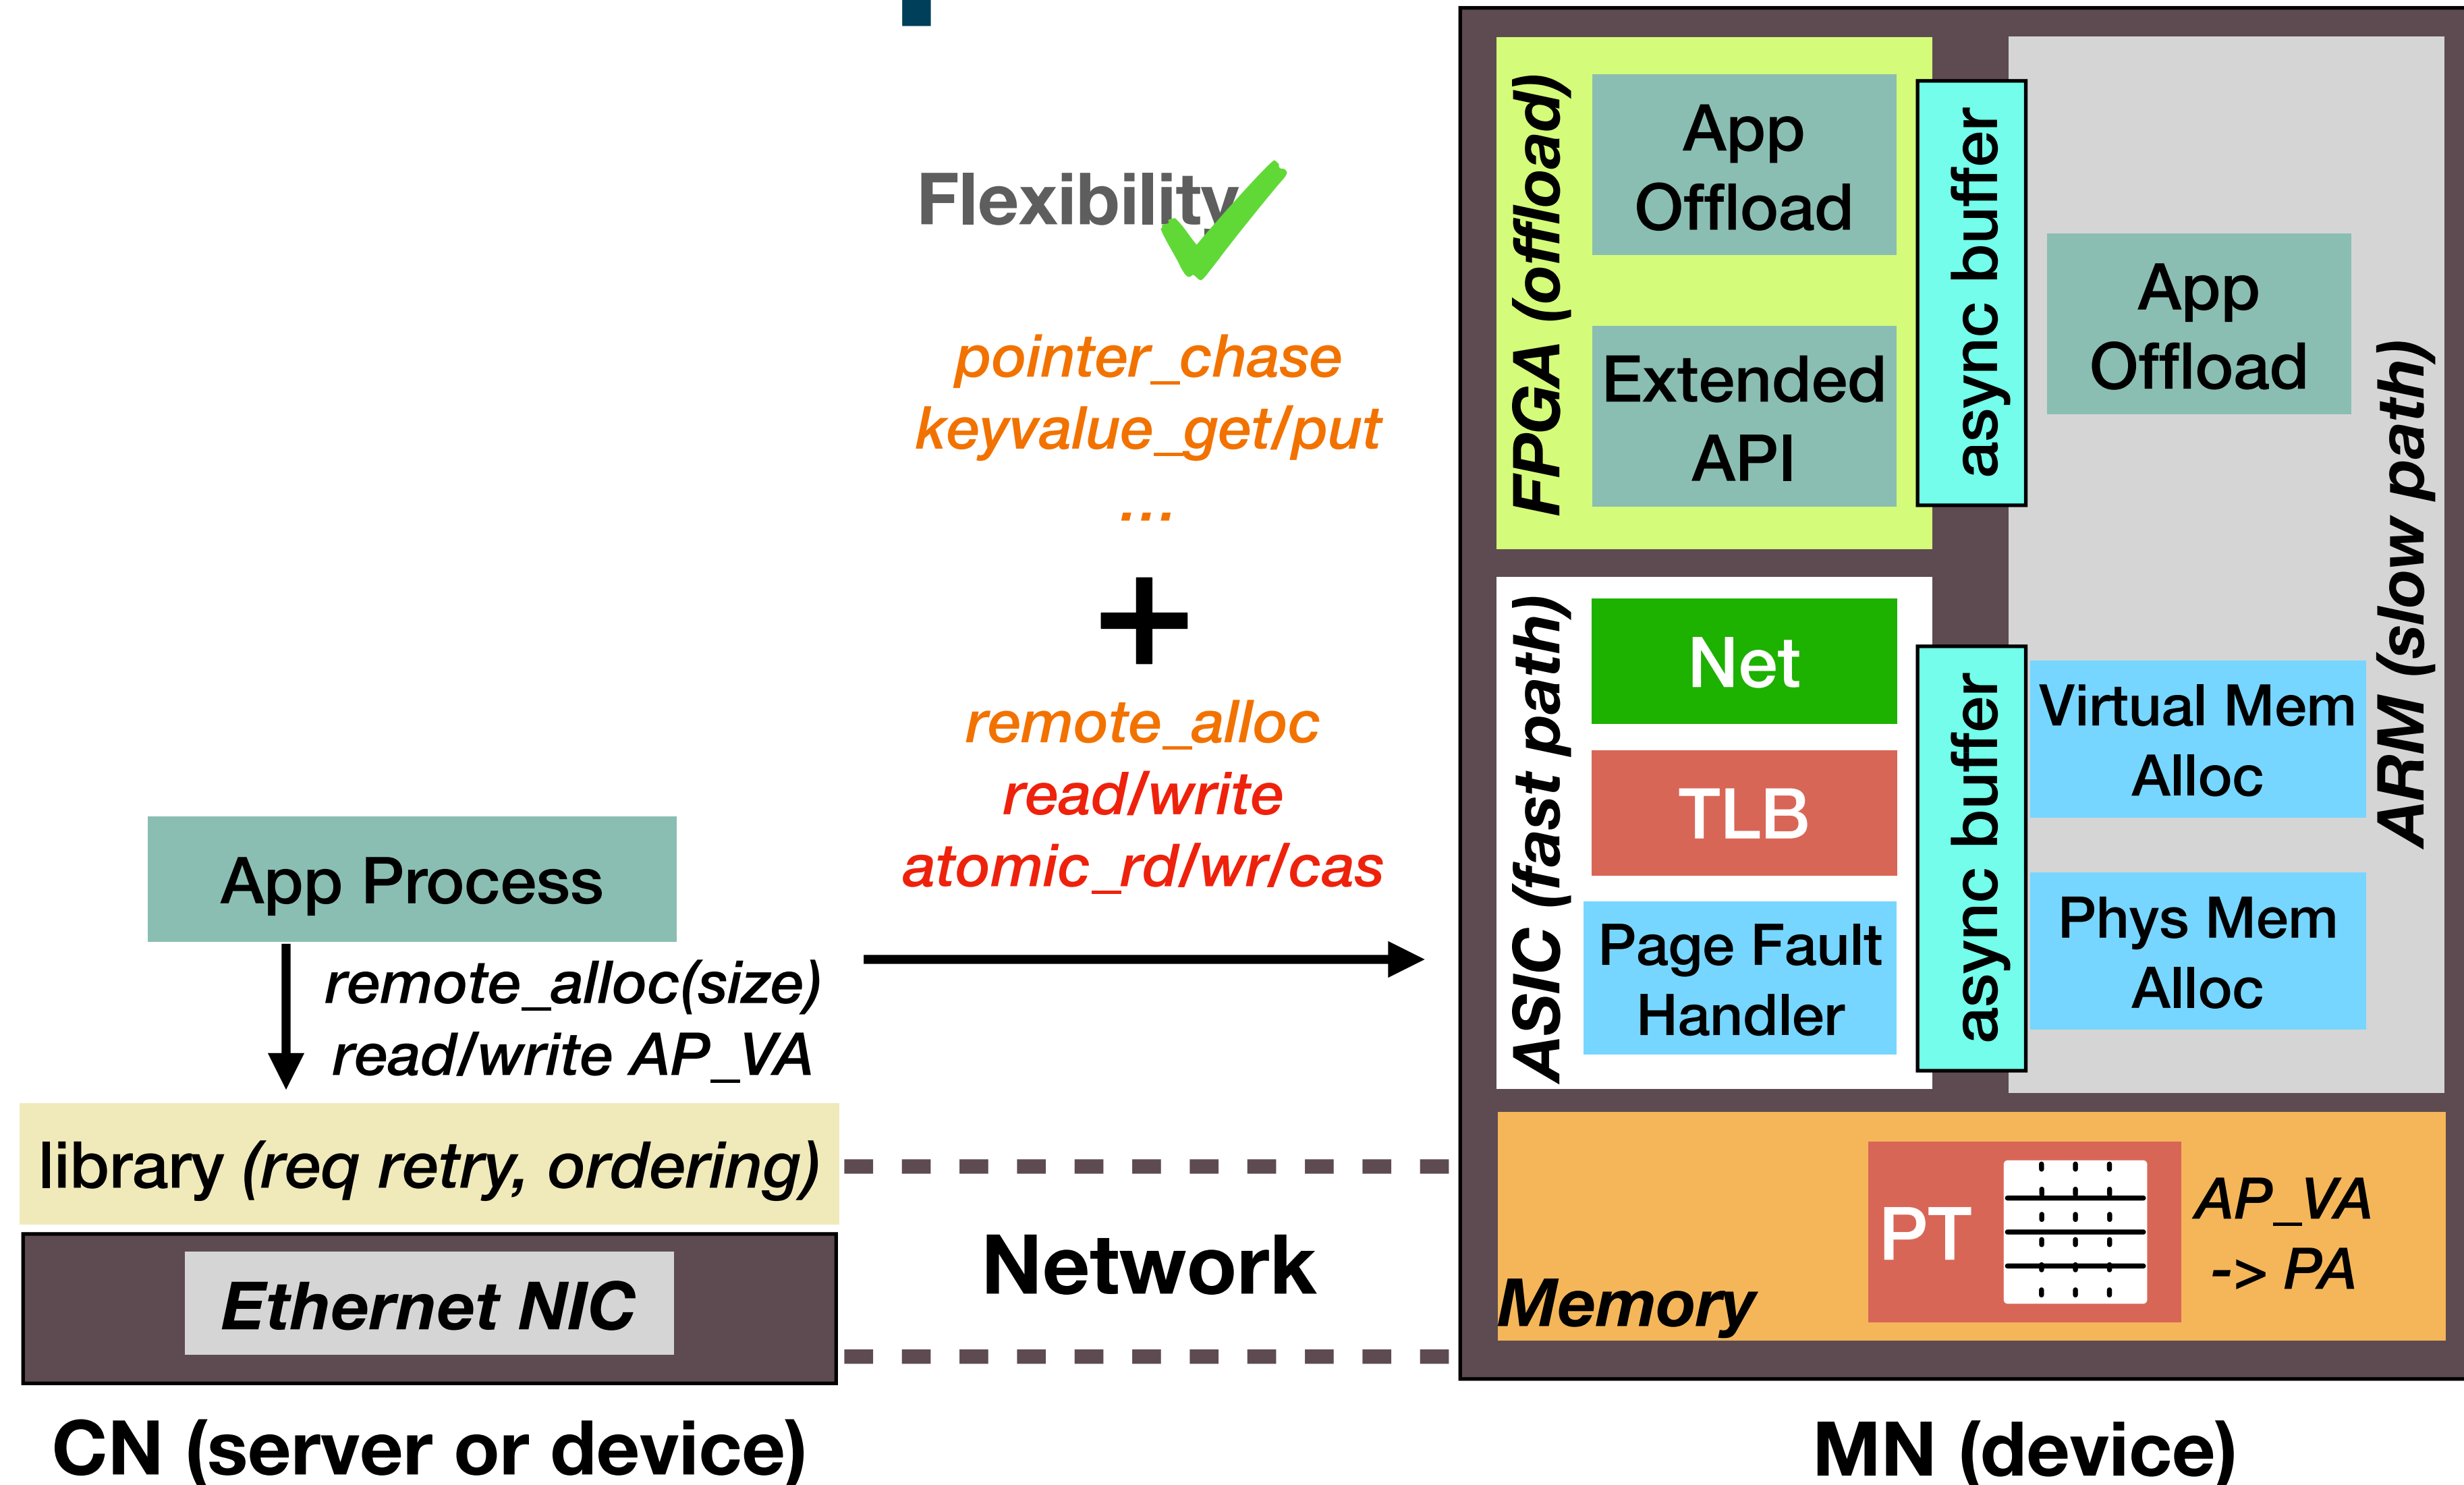 Flexibility
pointer_chase
keyvalue_get/put
...
+
remote_alloc
read/write
atomic_rd/wr/cas
App Process
remote_alloc(size)
read/write AP_VA
library (req retry, ordering)
Ethernet NIC
CN (server or device)
Network
FPGA (offload)
App
Offload
Extended
API
async buffer
App
Offload
ARM (slow path)
ASIC (fast path)
Net
TLB
Page Fault
Handler
async buffer
Virtual Mem
Alloc
Phys Mem
Alloc
Memory
PT
AP_VA
-> PA
MN (device)